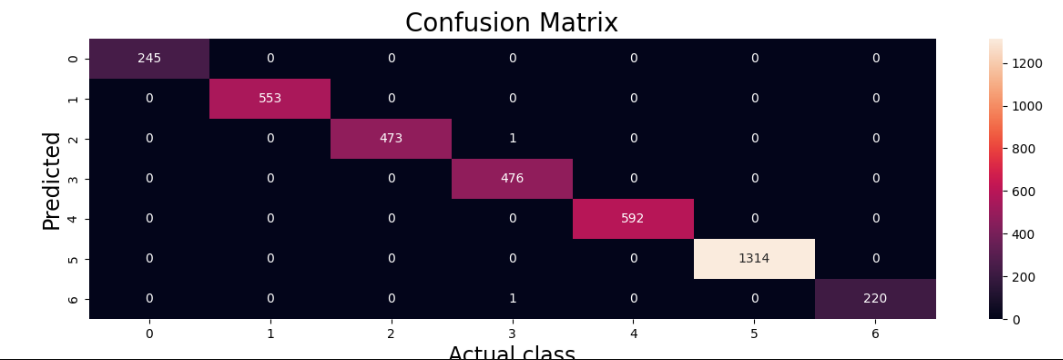 Confusion Matrix
Predicted
0 245 0 0 0 0 0 0
1 0 553 0 0 0 0 0
2 0 0 473 1 0 0 0
3 0 0 0 476 0 0 0
4 0 0 0 0 592 0 0
5 0 0 0 0 0 1314 0
6 0 0 0 1 0 0 220
0 1 2 3 4 5 6
Actual class
1200
1000
800
600
400
200
0